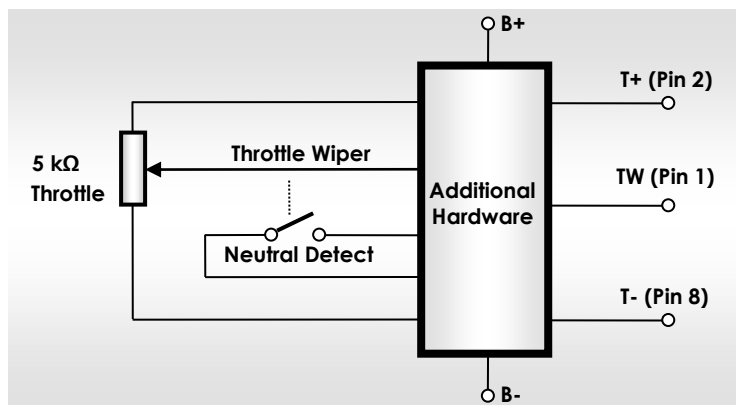 B+
T+ (Pin 2)
5 kΩ
Throttle
Throttle Wiper
TW (Pin 1)
Additional
Hardware
Neutral Detect
T- (Pin 8)
B-